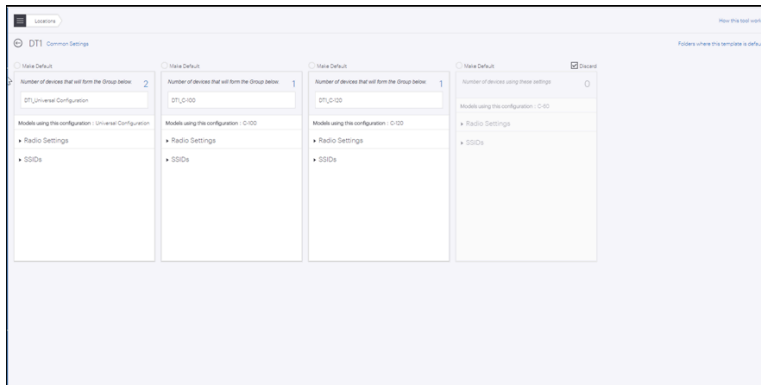 Locations
How this tool work
DT1 Common Settings
Folders where this template is defau
Make Default
Number of devices that will form the Group below. 2
DT1_Universal Configuration
Models using this configuration : Universal Configuration
Radio Settings
SSIDs
Make Default
Number of devices that will form the Group below. 1
DT1_C-100
Models using this configuration : C-100
Radio Settings
SSIDs
Make Default
Number of devices that will form the Group below. 1
DT1_C-120
Models using this configuration : C-120
Radio Settings
SSIDs
Make Default Discard
Number of devices using these settings 0
Models using this configuration : C-60
Radio Settings
SSIDs